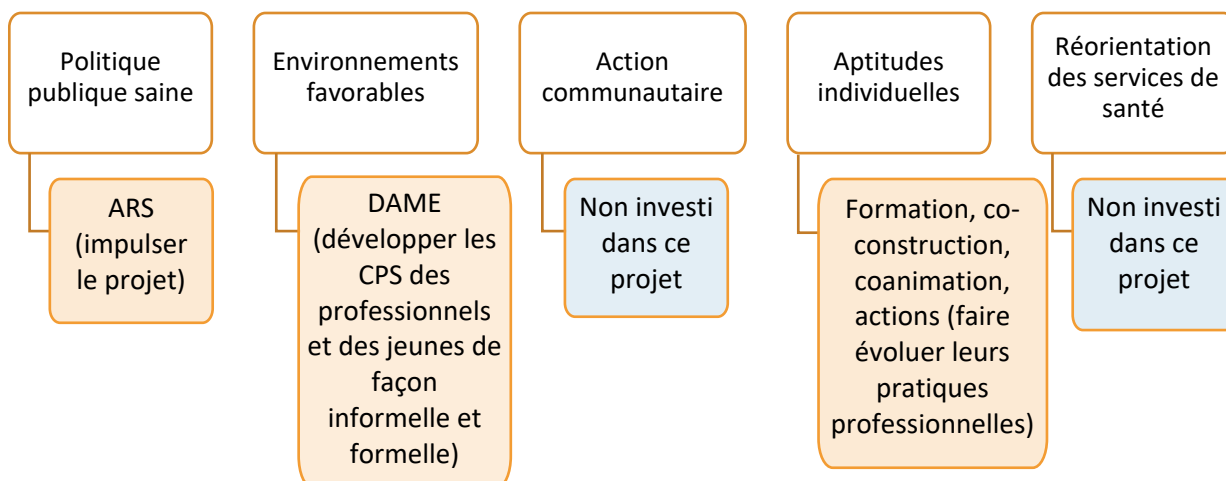 Politique
publique saine
ARS
(impulser
le projet)
Environnements
favorables
DAME
(développer les
CPS des
professionnels
et des jeunes de
façon
informelle et
formelle)
Action
communautaire
Non investi
dans ce
projet
Aptitudes
individuelles
Formation, co-
construction,
coanimation,
actions (faire
évoluer leurs
pratiques
professionnelles)
Réorientation
des services de
santé
Non investi
dans ce
projet